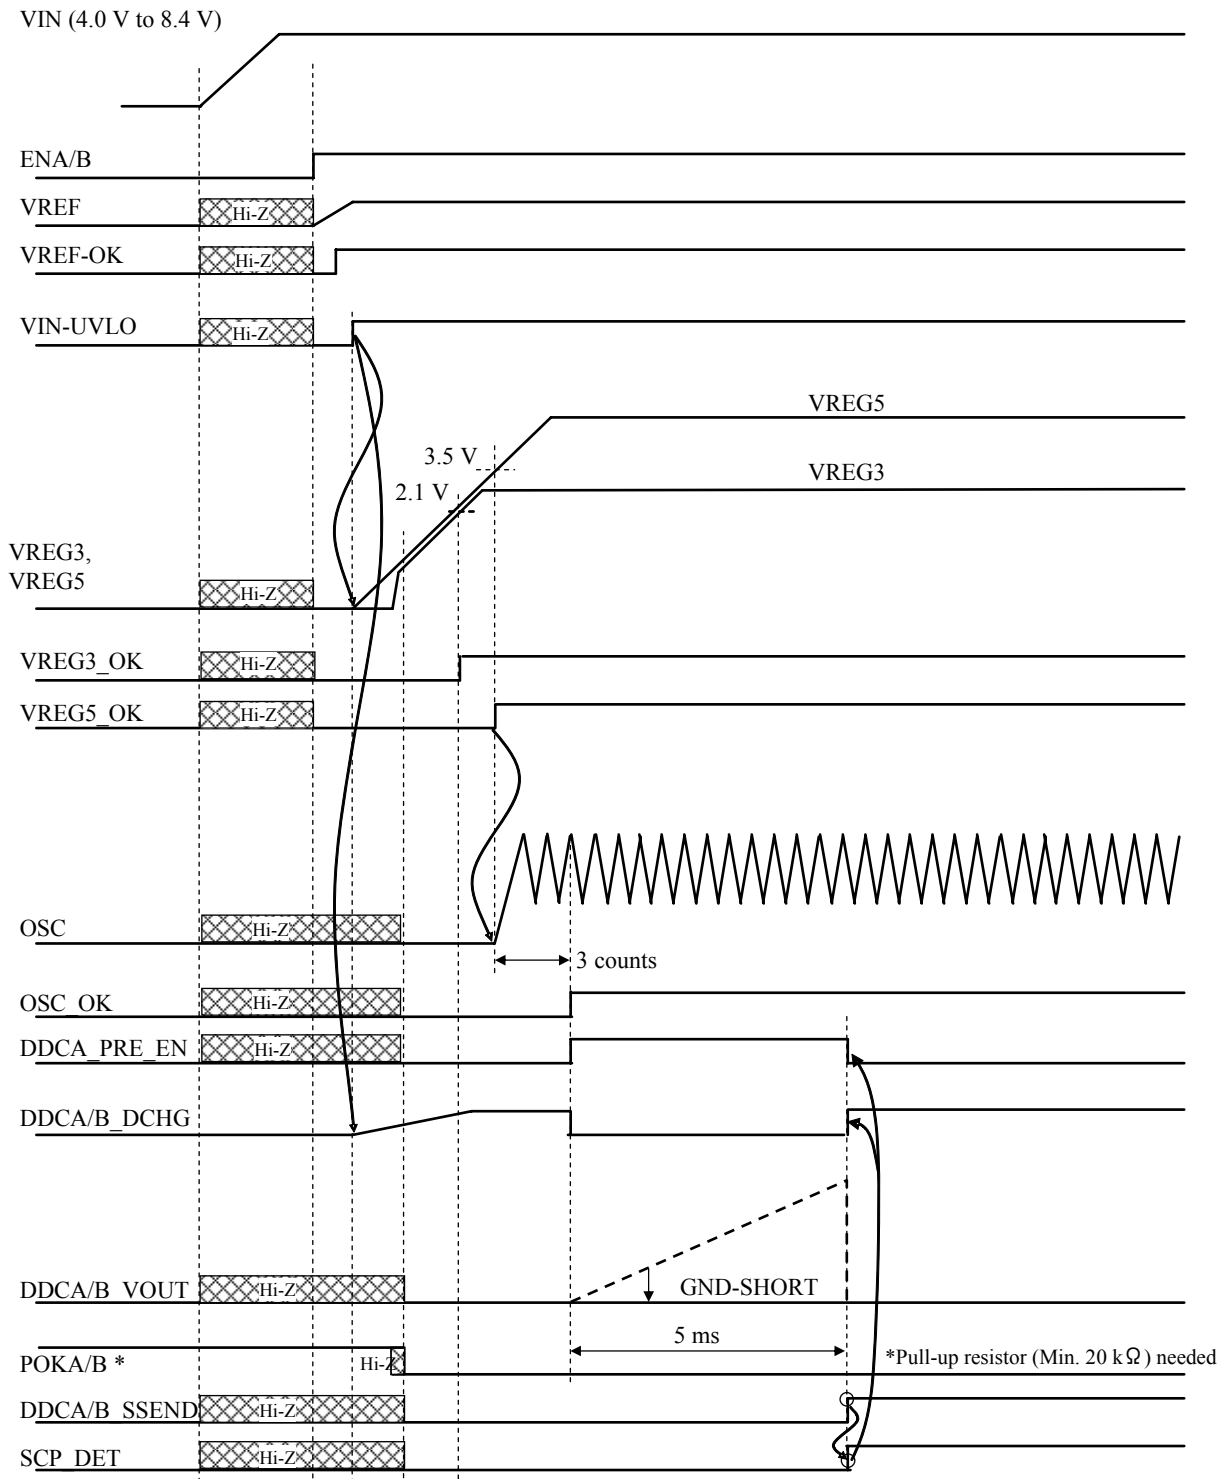 VIN (4.0 V to 8.4 V)
ENA/B
VREF
Hi-Z
VREF-OK
Hi-Z
VIN-UVLO
Hi-Z
VREG5
3.5 V
VREG3
2.1 V
VREG3,
VREG5
Hi-Z
VREG3_OK
Hi-Z
VREG5_OK
Hi-Z
OSC
Hi-Z
3 counts
OSC_OK
Hi-Z
DDCA_PRE_EN
Hi-Z
DDCA/B_DCHG
DDCA/B_VOUT
Hi-Z
GND-SHORT
5 ms
POKA/B *
Hi-Z
*Pull-up resistor (Min. 20 kΩ) needed
DDCA/B_SSEND
Hi-Z
SCP_DET
Hi-Z